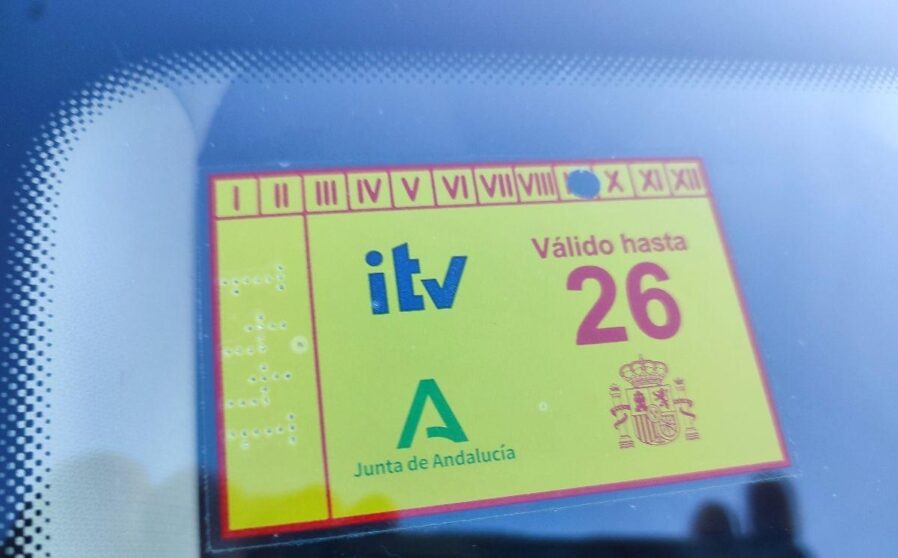 I II III IV V VI VII VIII X XI XII
itv
Válido hasta
26
Junta de Andalucía